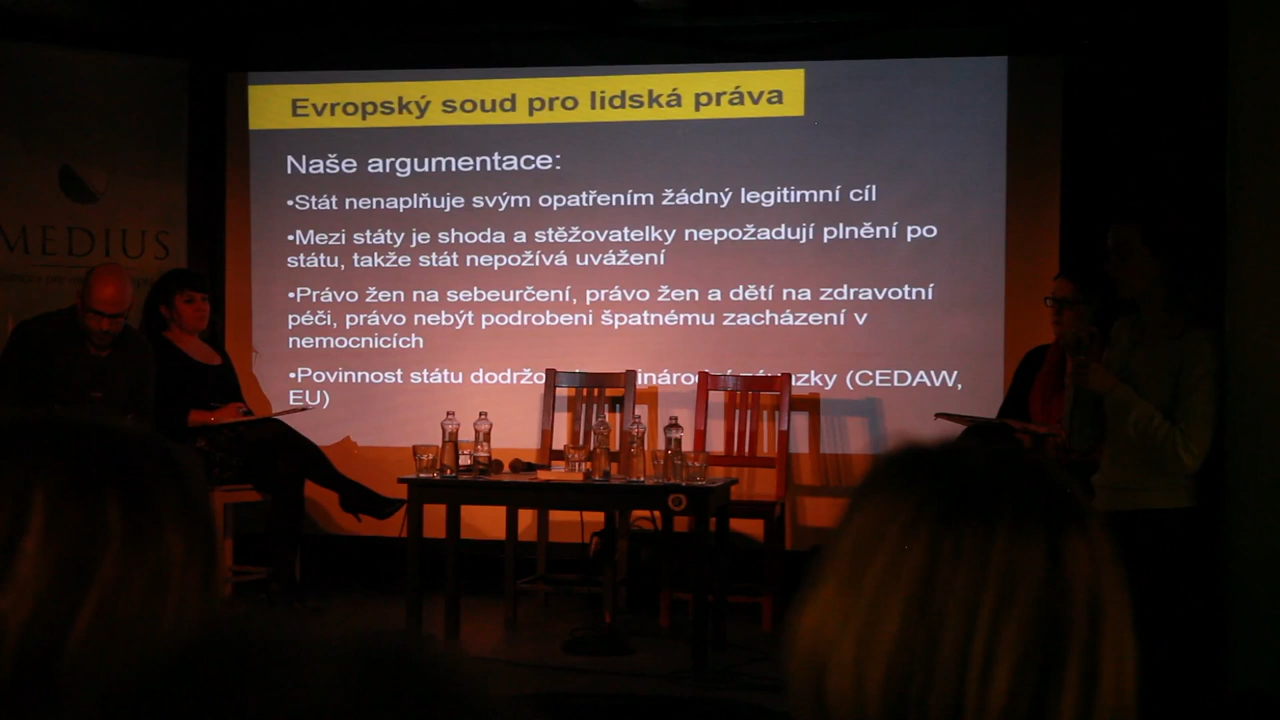 Evropský soud pro lidská práva
Naše argumentace:
•Stát nenaplňuje svým opatřením žádný legitimní cíl
•Mezi státy je shoda a stěžovatelky nepožadují plnění po
státu, takže stát nepožívá uvážení
•Právo žen na sebeurčení, právo žen a dětí na zdravotní
péči, právo nebýt podrobeni špatnému zacházení v
nemocnicích
•Povinnost státu (CEDAW,
EU)
MEDIUS